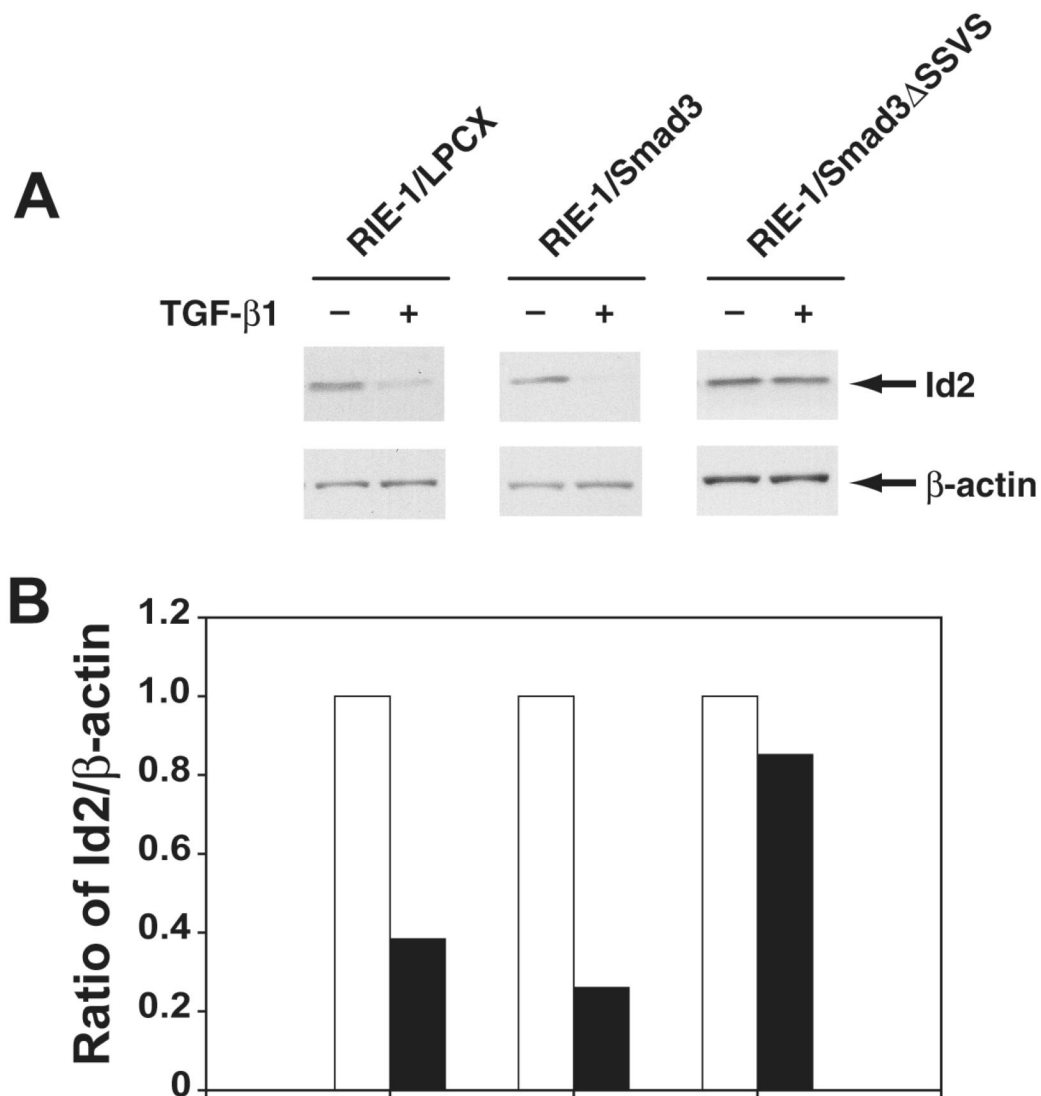 A
RIE-1/LPCX
RIE-1/Smad3
RIE-1/Smad3ΔSSVS
TGF-β1 – + – + – +
Id2
β-actin
B
Ratio of Id2/β-actin
1.2
1.0
0.8
0.6
0.4
0.2
0